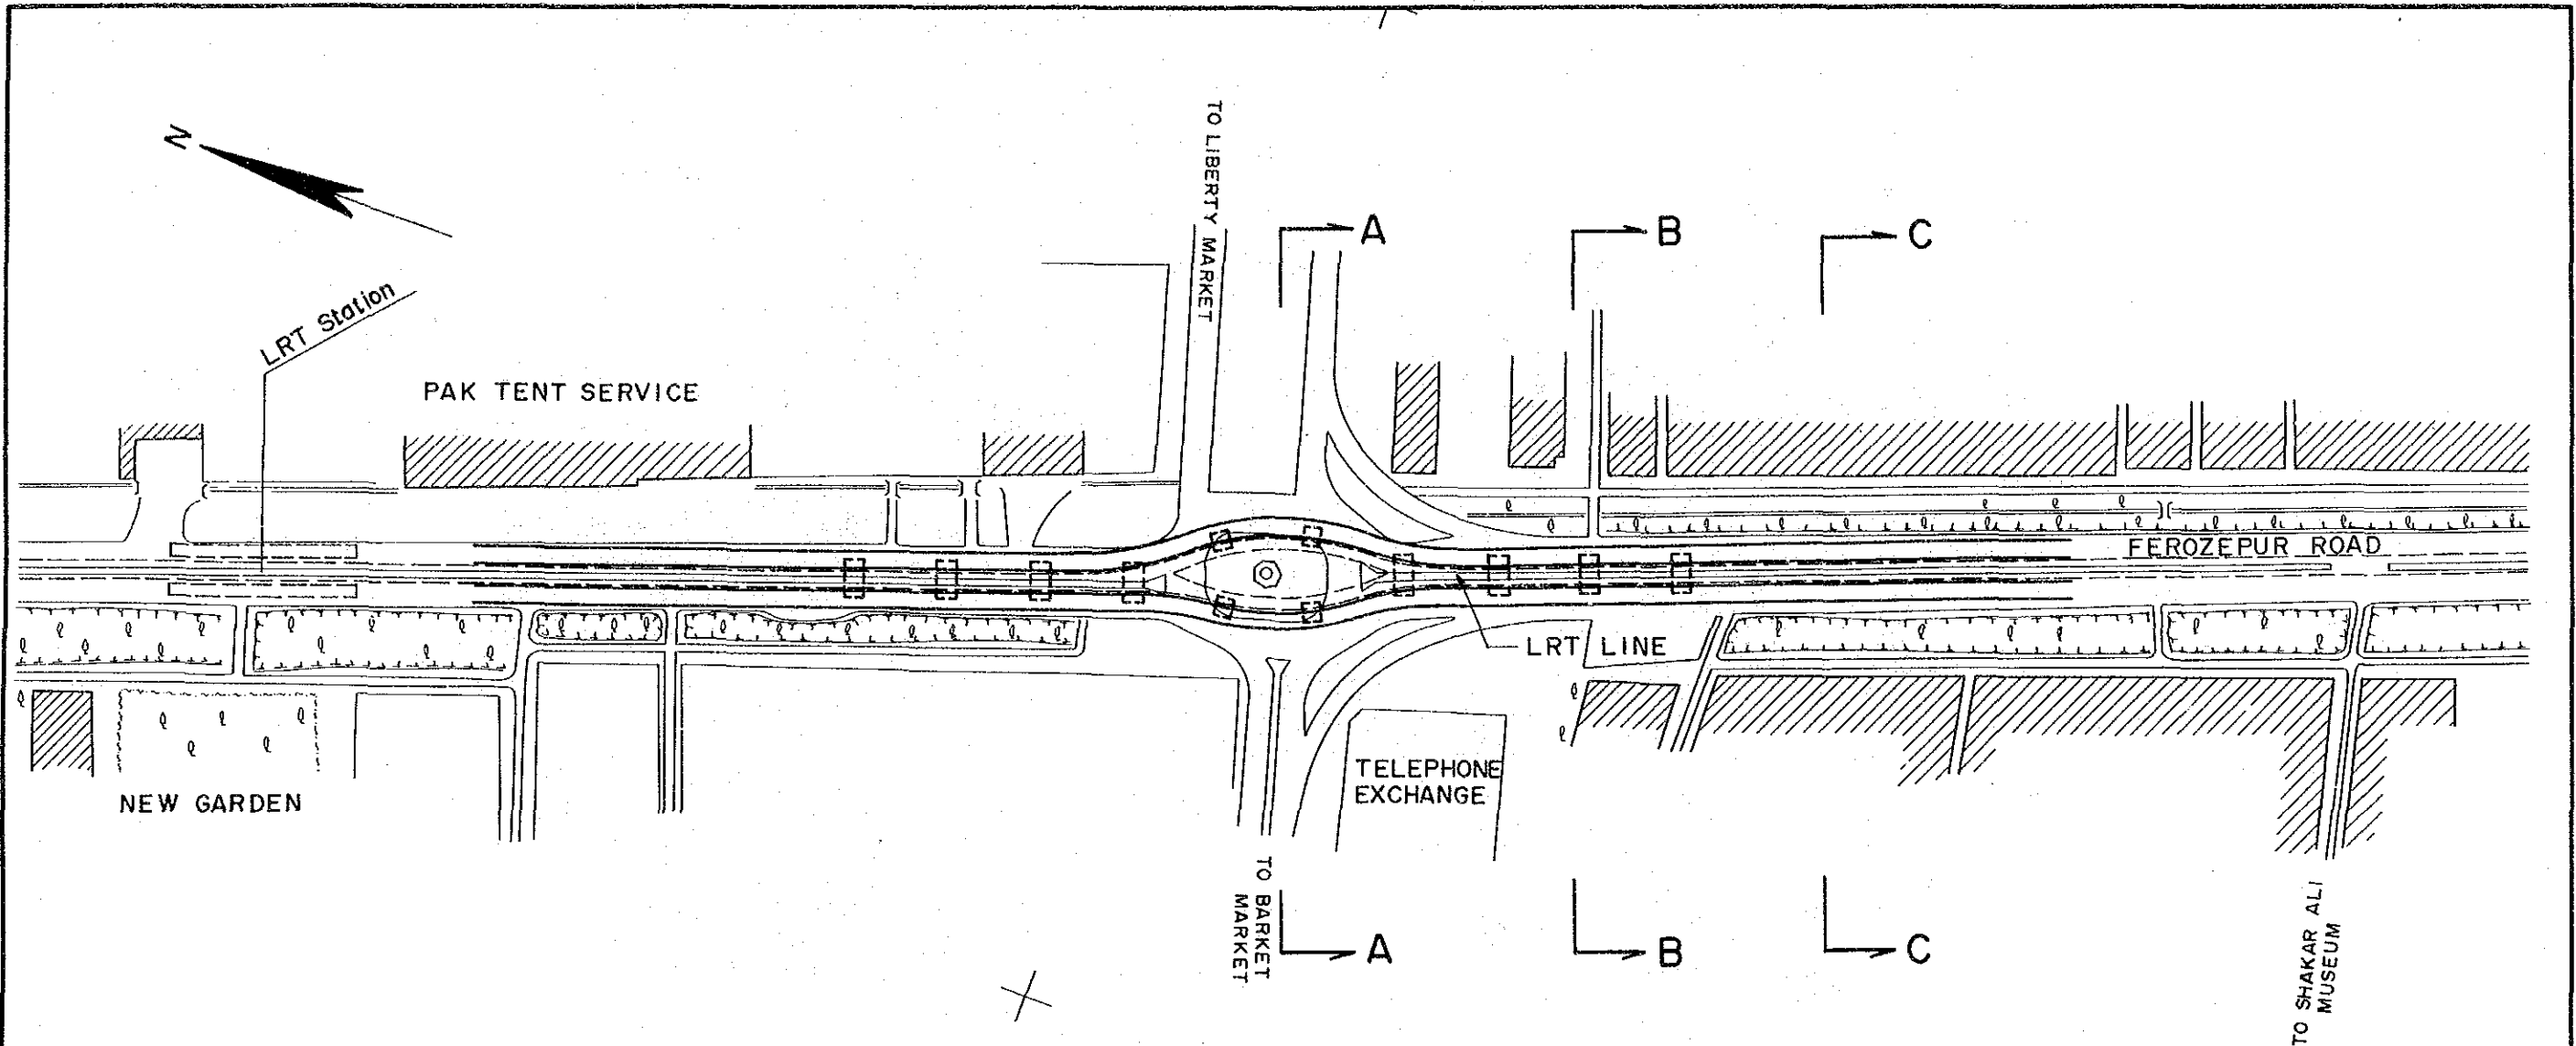 N
TO LIBERTY MARKET
A
B
C
LRT Station
PAK TENT SERVICE
FEROZEPUR ROAD
LRT LINE
TELEPHONE
EXCHANGE
NEW GARDEN
TO BARKET
MARKET
A
B
C
TO SHAKAR ALI
MUSEUM